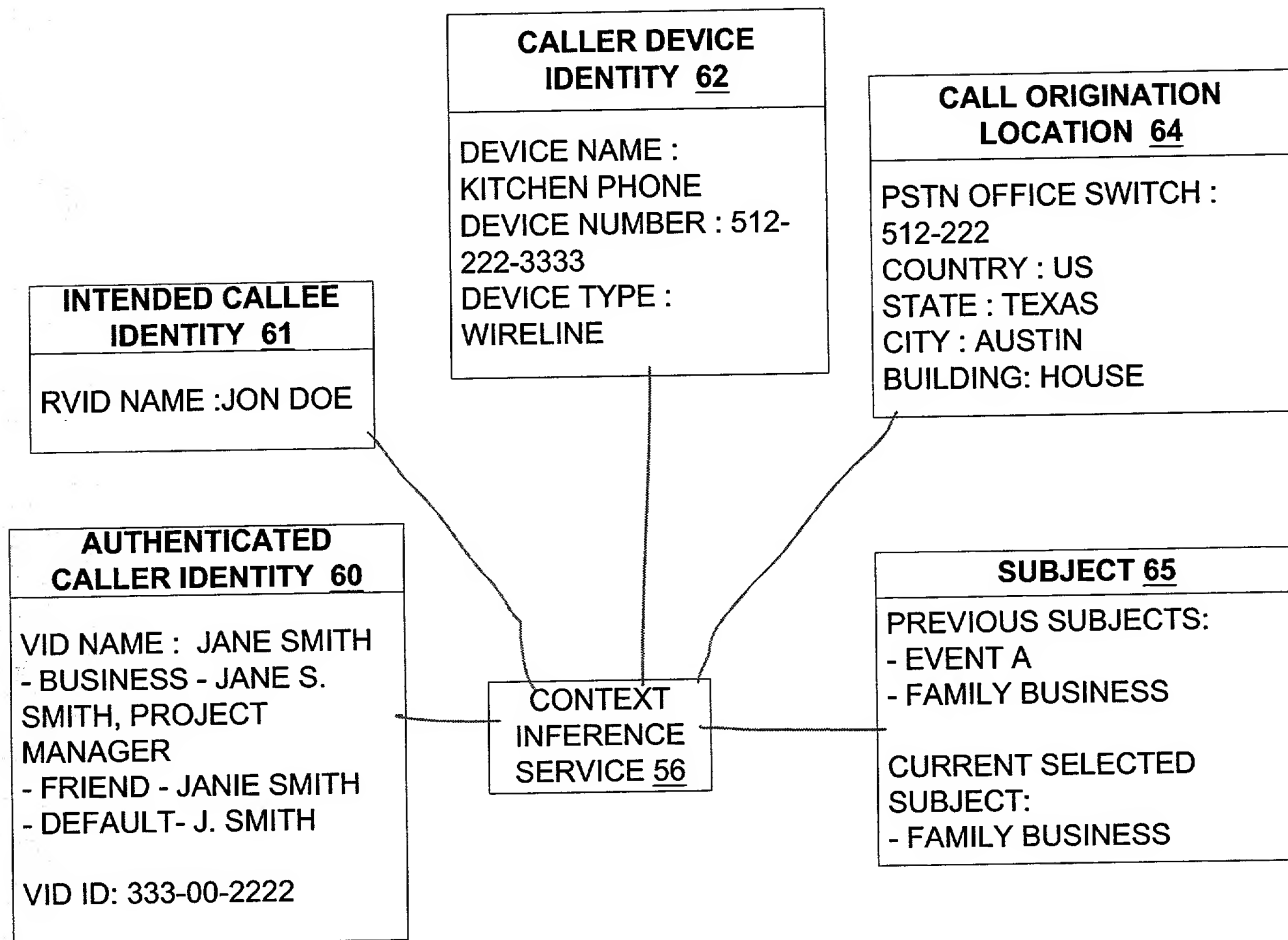 CALLER DEVICE
IDENTITY 62
DEVICE NAME :
KITCHEN PHONE
DEVICE NUMBER : 512-
222-3333
DEVICE TYPE :
WIRELINE
CALL ORIGINATION
LOCATION 64
PSTN OFFICE SWITCH :
512-222
COUNTRY : US
STATE : TEXAS
CITY : AUSTIN
BUILDING: HOUSE
INTENDED CALLEE
IDENTITY 61
RVID NAME :JON DOE
AUTHENTICATED
CALLER IDENTITY 60
VID NAME : JANE SMITH
- BUSINESS - JANE S.
SMITH, PROJECT
MANAGER
- FRIEND - JANIE SMITH
- DEFAULT- J. SMITH
VID ID: 333-00-2222
CONTEXT
INFERENCE
SERVICE 56
SUBJECT 65
PREVIOUS SUBJECTS:
- EVENT A
- FAMILY BUSINESS
CURRENT SELECTED
SUBJECT:
- FAMILY BUSINESS